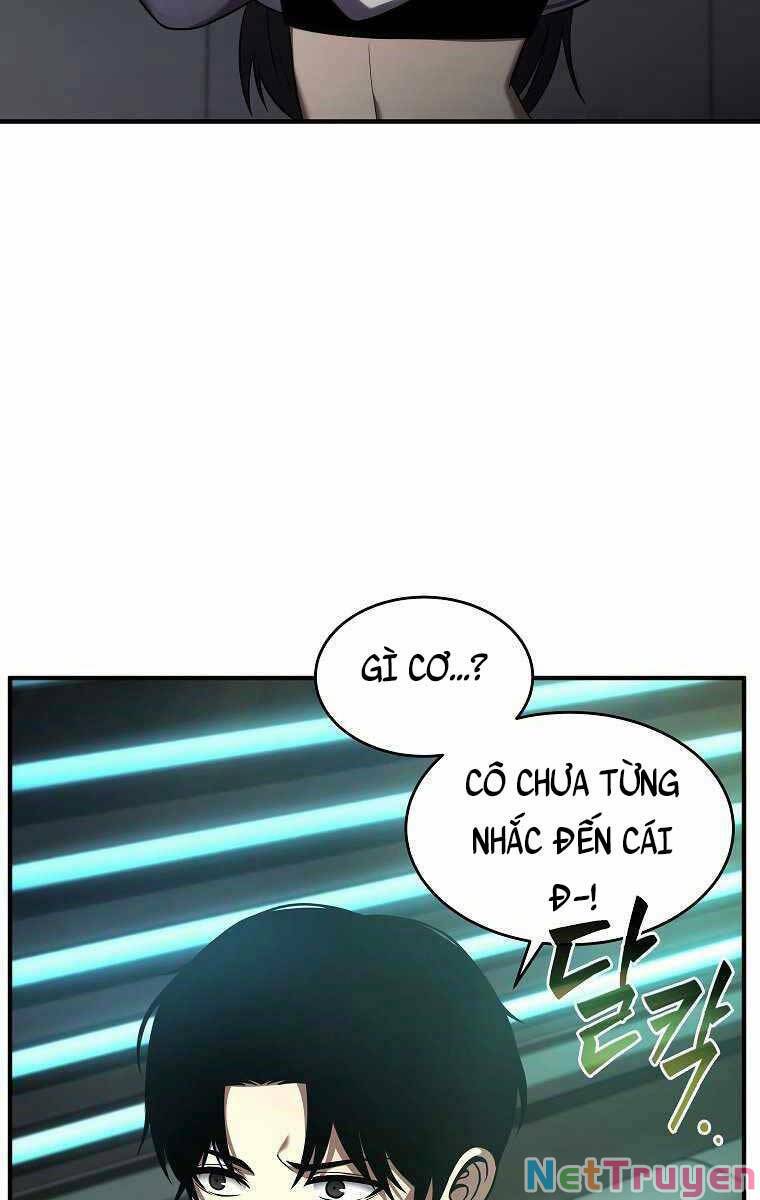 GÌ CƠ...?
CÔ CHƯA TỪNG
NHẮC ĐẾN CÁI
Đ-!
달칵.
NetTruyen